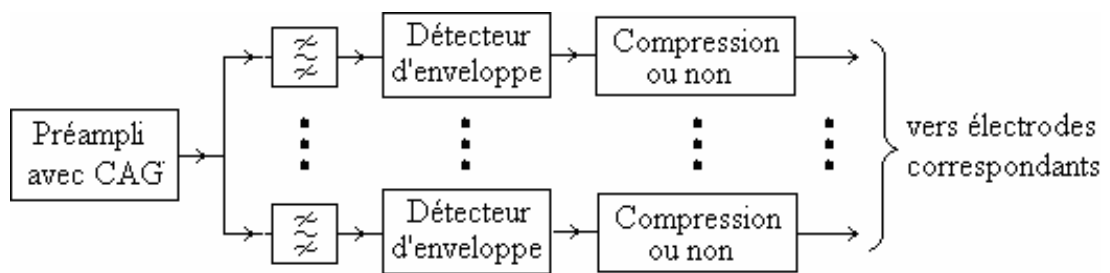 Préampli
avec CAG
Détecteur
d'enveloppe
Compression
ou non
Détecteur
d'enveloppe
Compression
ou non
vers électrodes
correspondants